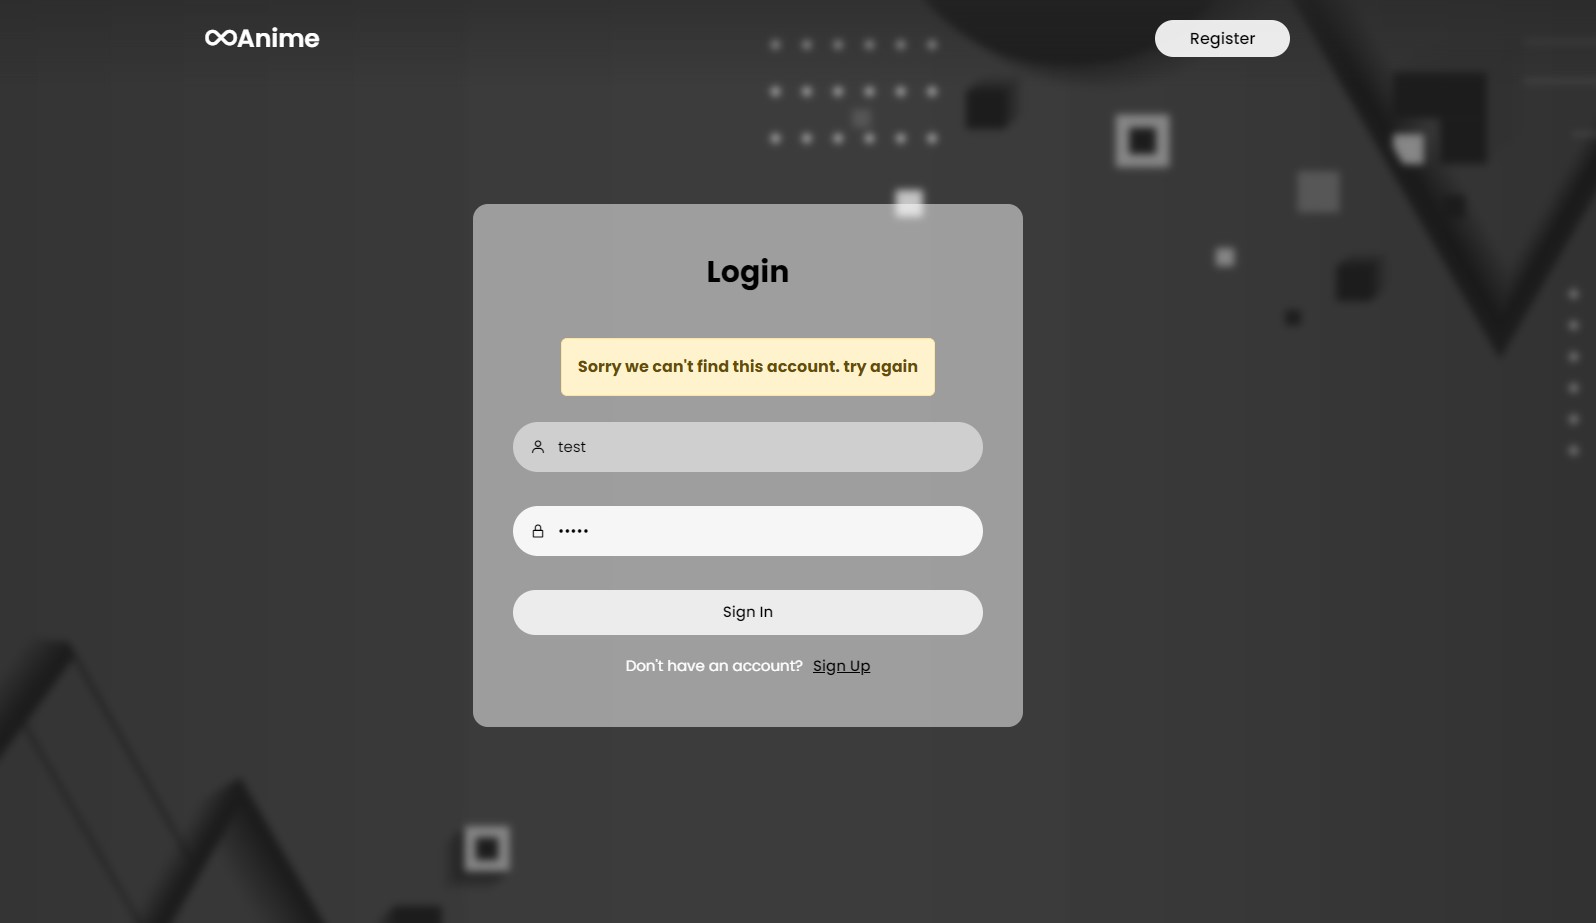 ∞Anime
Register
Login
Sorry we can't find this account. try again
test
•••••
Sign In
Don't have an account? Sign Up